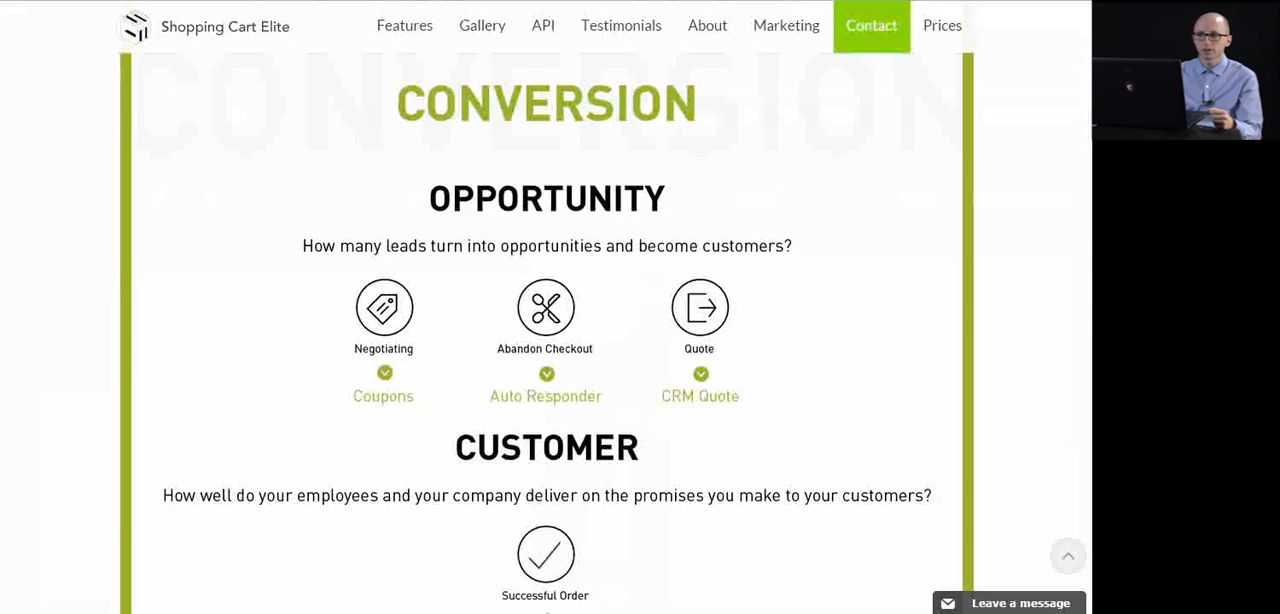 Shopping Cart Elite
Features Gallery API Testimonials About Marketing Contact Prices
CONVERSION
CONVERSION
OPPORTUNITY
How many leads turn into opportunities and become customers?
Negotiating Abandon Checkout Quote
Coupons Auto Responder CRM Quote
CUSTOMER
How well do your employees and your company deliver on the promises you make to your customers?
Successful Order
Leave a message